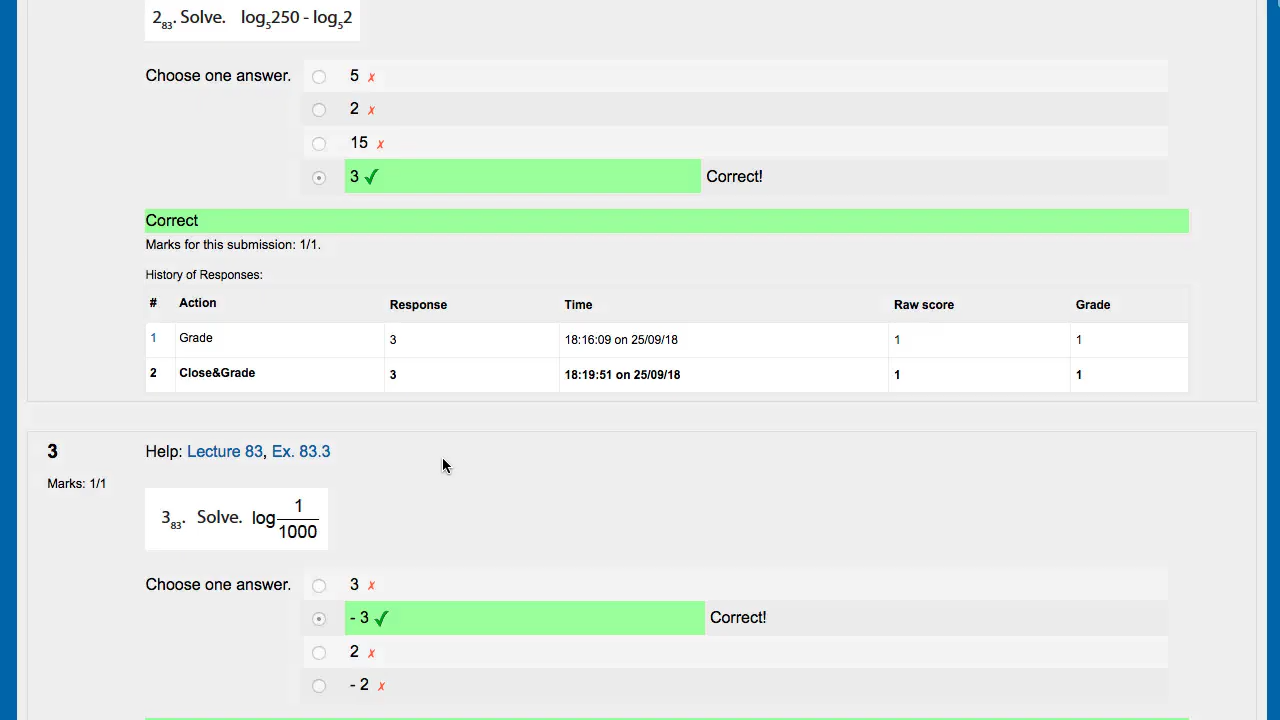 2₈₃. Solve. log₅250 - log₅2
Choose one answer.
5 ✗
2 ✗
15 ✗
3 ✓ Correct!
Correct
Marks for this submission: 1/1.
History of Responses:
# Action Response Time Raw score Grade
1 Grade 3 18:16:09 on 25/09/18 1 1
2 Close&Grade 3 18:19:51 on 25/09/18 1 1
3 Help: Lecture 83, Ex. 83.3
Marks: 1/1
3₈₃. Solve. log 1/1000
Choose one answer.
3 ✗
- 3 ✓ Correct!
2 ✗
- 2 ✗